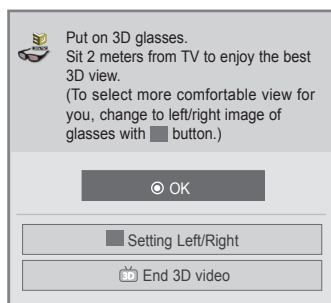 Put on 3D glasses.
Sit 2 meters from TV to enjoy the best
3D view.
(To select more comfortable view for
you, change to left/right image of
glasses with button.)
OK
Setting Left/Right
3D End 3D video